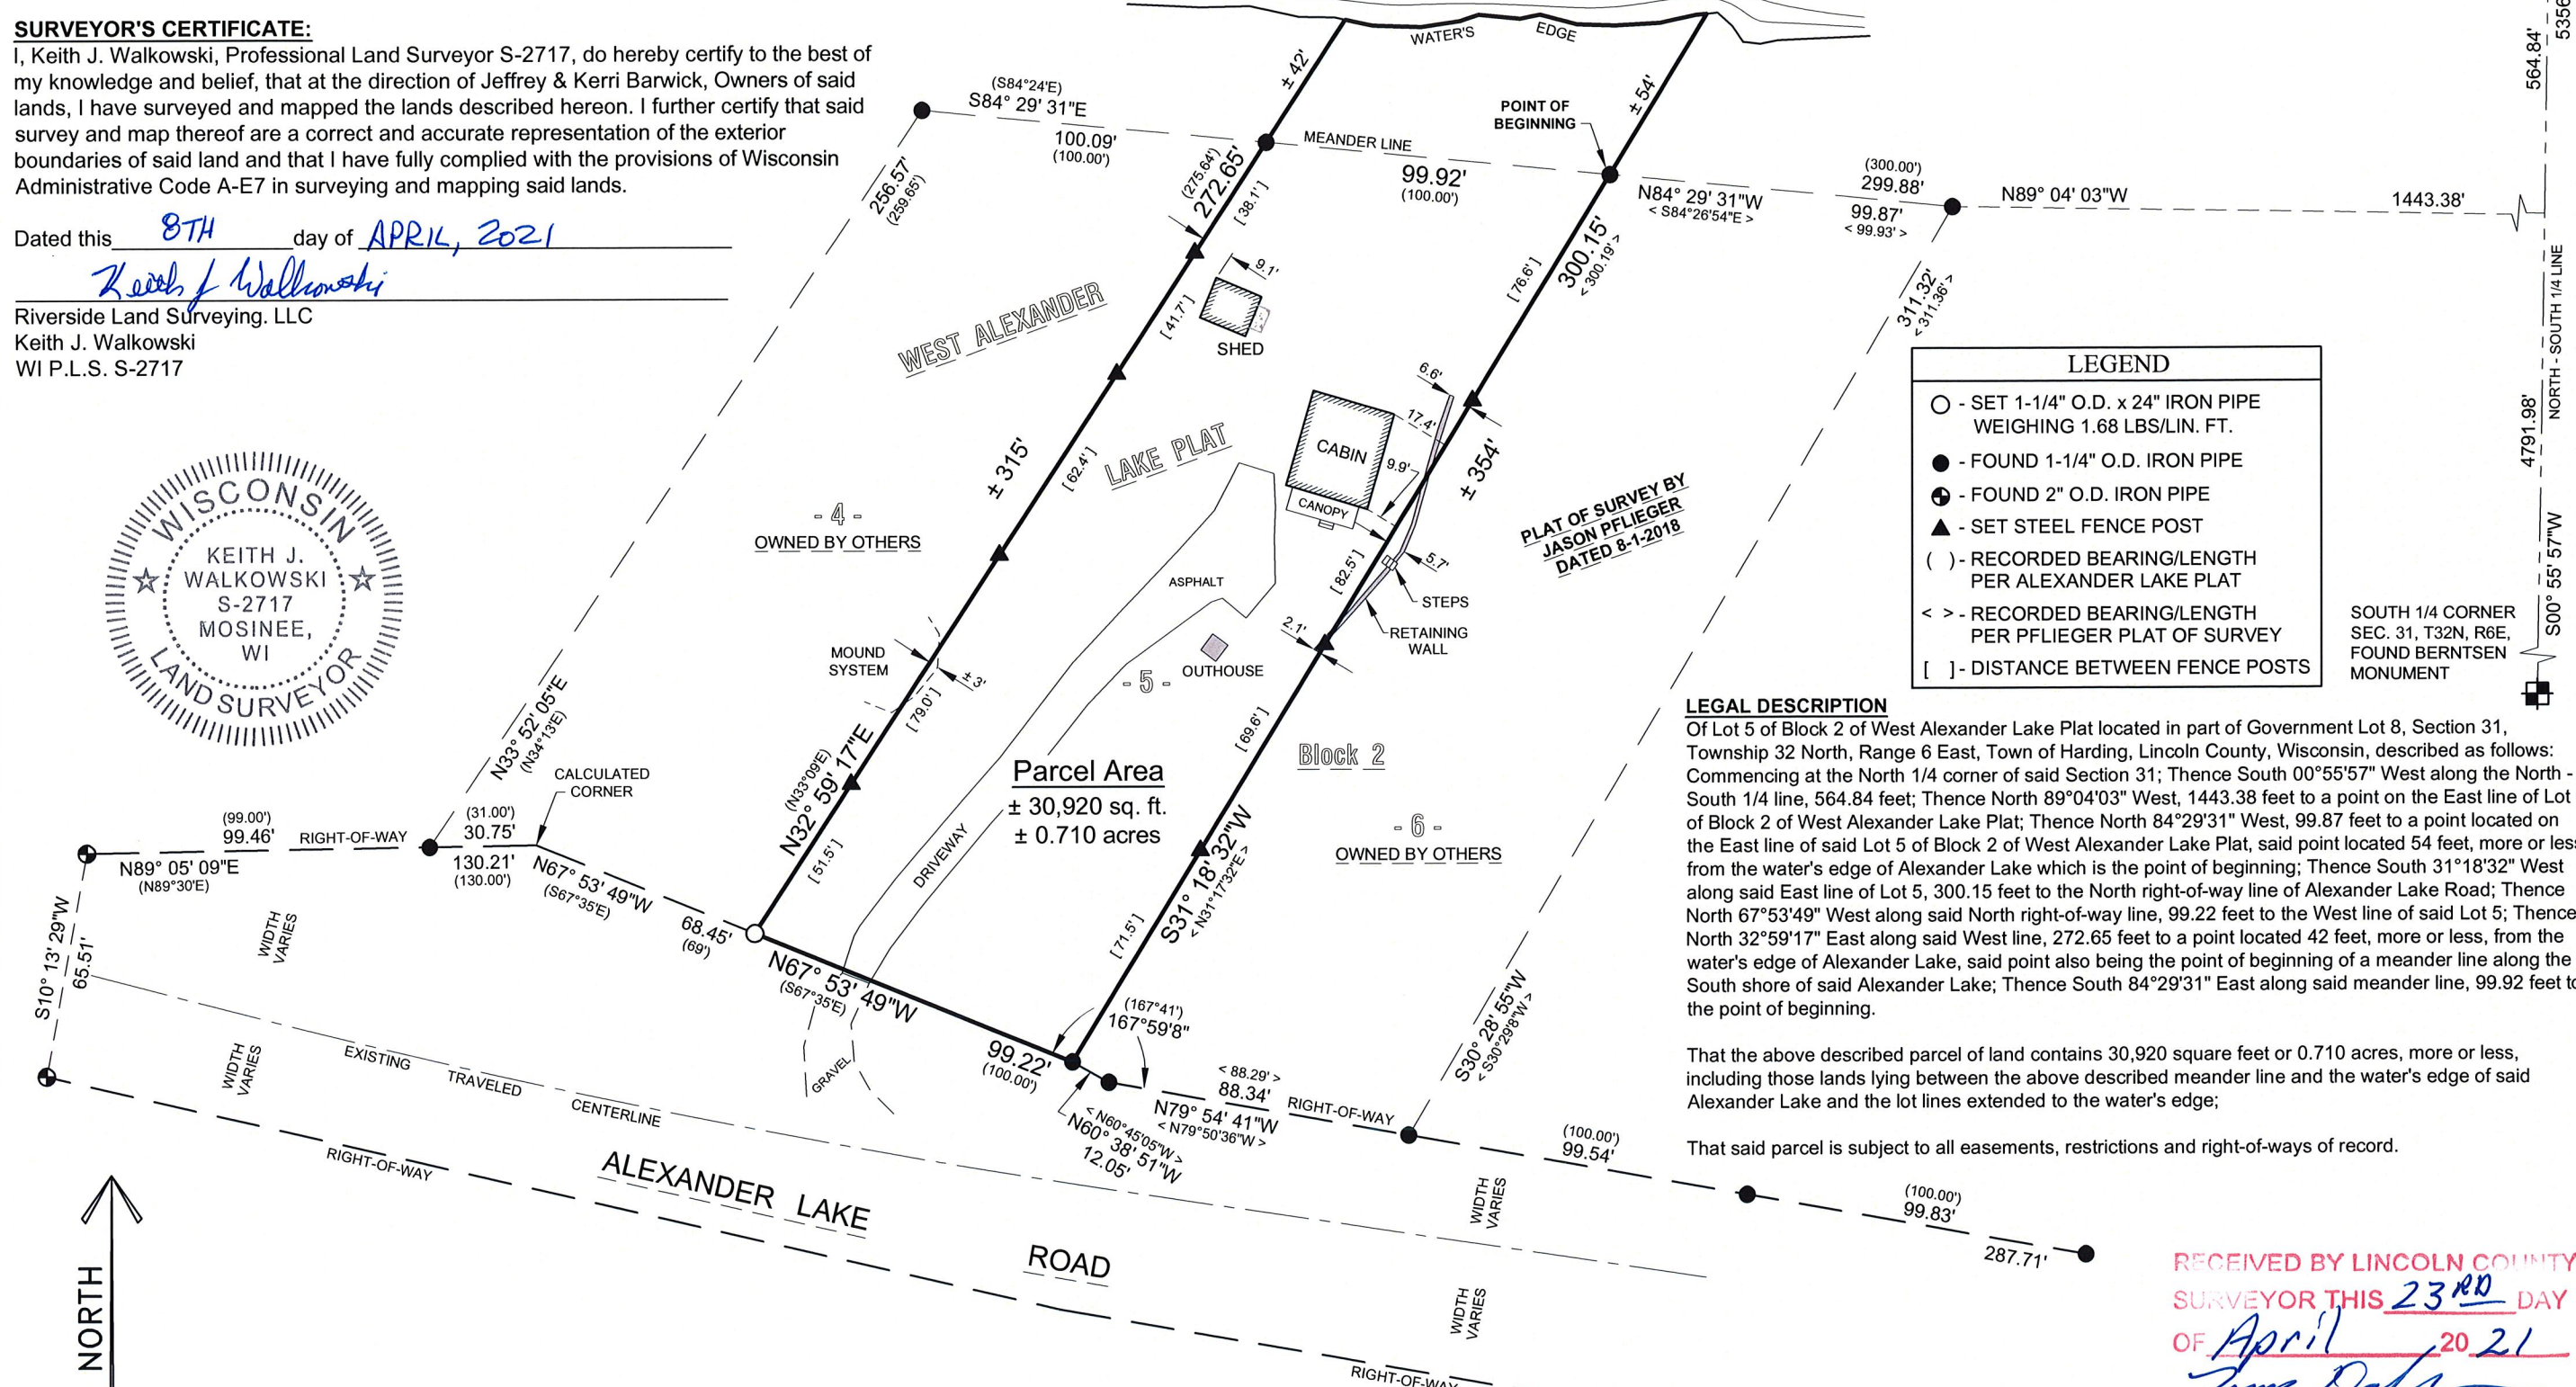 SURVEYOR'S CERTIFICATE:
I, Keith J. Walkowski, Professional Land Surveyor S-2717, do hereby certify to the best of
my knowledge and belief, that at the direction of Jeffrey & Kerri Barwick, Owners of said
lands, I have surveyed and mapped the lands described hereon. I further certify that said
survey and map thereof are a correct and accurate representation of the exterior
boundaries of said land and that I have fully complied with the provisions of Wisconsin
Administrative Code A-E7 in surveying and mapping said lands.
Dated this 8TH day of APRIL, 2021
Keith J Walkowski
Riverside Land Surveying. LLC
Keith J. Walkowski
WI P.L.S. S-2717
WISCONSIN
KEITH J.
WALKOWSKI
S-2717
MOSINEE,
WI
LAND SURVEYOR
WATER'S EDGE
± 42'
± 54'
(S84°24'E)
S84° 29' 31"E
100.09'
(100.00')
MEANDER LINE
99.92'
(100.00')
POINT OF
BEGINNING
(300.00')
299.88'
N84° 29' 31"W
< S84°26'54"E >
99.87'
< 99.93' >
N89° 04' 03"W
1443.38'
564.84'
5356
NORTH - SOUTH 1/4 LINE
4791.98'
S00° 55' 57"W
256.57'
(259.65')
(275.64')
272.65'
[ 38.1' ]
9.1'
SHED
[ 41.7' ]
[ 76.6' ]
300.15'
< 300.19' >
311.32'
< 311.36' >
WEST ALEXANDER
LAKE PLAT
± 315'
[ 62.4' ]
6.6'
17.4'
CABIN
9.9'
CANOPY
± 354'
[ 82.5' ]
5.7'
STEPS
RETAINING
WALL
2.1'
PLAT OF SURVEY BY
JASON PFLIEGER
DATED 8-1-2018
- 4 -
OWNED BY OTHERS
ASPHALT
OUTHOUSE
- 5 -
MOUND
SYSTEM
± 3'
[ 79.0' ]
[ 69.6' ]
Block 2
N33° 52' 05"E
(N34°13'E)
(N33°09'E)
N32° 59' 17"E
[ 51.5' ]
Parcel Area
± 30,920 sq. ft.
± 0.710 acres
DRIVEWAY
- 6 -
OWNED BY OTHERS
S31° 18' 32"W
< N31°17'32"E >
[ 71.5' ]
CALCULATED
CORNER
(99.00')
99.46'
RIGHT-OF-WAY
(31.00')
30.75'
N89° 05' 09"E
(N89°30'E)
130.21'
(130.00')
N67° 53' 49"W
(S67°35'E)
68.45'
(69')
WIDTH
VARIES
S10° 13' 29"W
65.51'
N67° 53' 49"W
(S67°35'E)
99.22'
(100.00')
(167°41')
167°59'8"
GRAVEL
< 88.29' >
88.34'
RIGHT-OF-WAY
N79° 54' 41"W
< N79°50'36"W >
< N60°45'05"W >
N60° 38' 51"W
12.05'
S30° 28' 55"W
< S30°29'8"W >
(100.00')
99.54'
(100.00')
99.83'
287.71'
WIDTH
VARIES
EXISTING TRAVELED CENTERLINE
WIDTH
VARIES
RIGHT-OF-WAY
ALEXANDER LAKE
ROAD
WIDTH
VARIES
RIGHT-OF-WAY
NORTH
LEGEND
- SET 1-1/4" O.D. x 24" IRON PIPE
WEIGHING 1.68 LBS/LIN. FT.
- FOUND 1-1/4" O.D. IRON PIPE
- FOUND 2" O.D. IRON PIPE
- SET STEEL FENCE POST
( ) - RECORDED BEARING/LENGTH
PER ALEXANDER LAKE PLAT
< > - RECORDED BEARING/LENGTH
PER PFLIEGER PLAT OF SURVEY
[ ] - DISTANCE BETWEEN FENCE POSTS
SOUTH 1/4 CORNER
SEC. 31, T32N, R6E,
FOUND BERNTSEN
MONUMENT
LEGAL DESCRIPTION
Of Lot 5 of Block 2 of West Alexander Lake Plat located in part of Government Lot 8, Section 31,
Township 32 North, Range 6 East, Town of Harding, Lincoln County, Wisconsin, described as follows:
Commencing at the North 1/4 corner of said Section 31; Thence South 00°55'57" West along the North -
South 1/4 line, 564.84 feet; Thence North 89°04'03" West, 1443.38 feet to a point on the East line of Lot
of Block 2 of West Alexander Lake Plat; Thence North 84°29'31" West, 99.87 feet to a point located on
the East line of said Lot 5 of Block 2 of West Alexander Lake Plat, said point located 54 feet, more or less
from the water's edge of Alexander Lake which is the point of beginning; Thence South 31°18'32" West
along said East line of Lot 5, 300.15 feet to the North right-of-way line of Alexander Lake Road; Thence
North 67°53'49" West along said North right-of-way line, 99.22 feet to the West line of said Lot 5; Thence
North 32°59'17" East along said West line, 272.65 feet to a point located 42 feet, more or less, from the
water's edge of Alexander Lake, said point also being the point of beginning of a meander line along the
South shore of said Alexander Lake; Thence South 84°29'31" East along said meander line, 99.92 feet to
the point of beginning.
That the above described parcel of land contains 30,920 square feet or 0.710 acres, more or less,
including those lands lying between the above described meander line and the water's edge of said
Alexander Lake and the lot lines extended to the water's edge;
That said parcel is subject to all easements, restrictions and right-of-ways of record.
RECEIVED BY LINCOLN COUNTY
SURVEYOR THIS 23RD DAY
OF April 20 21